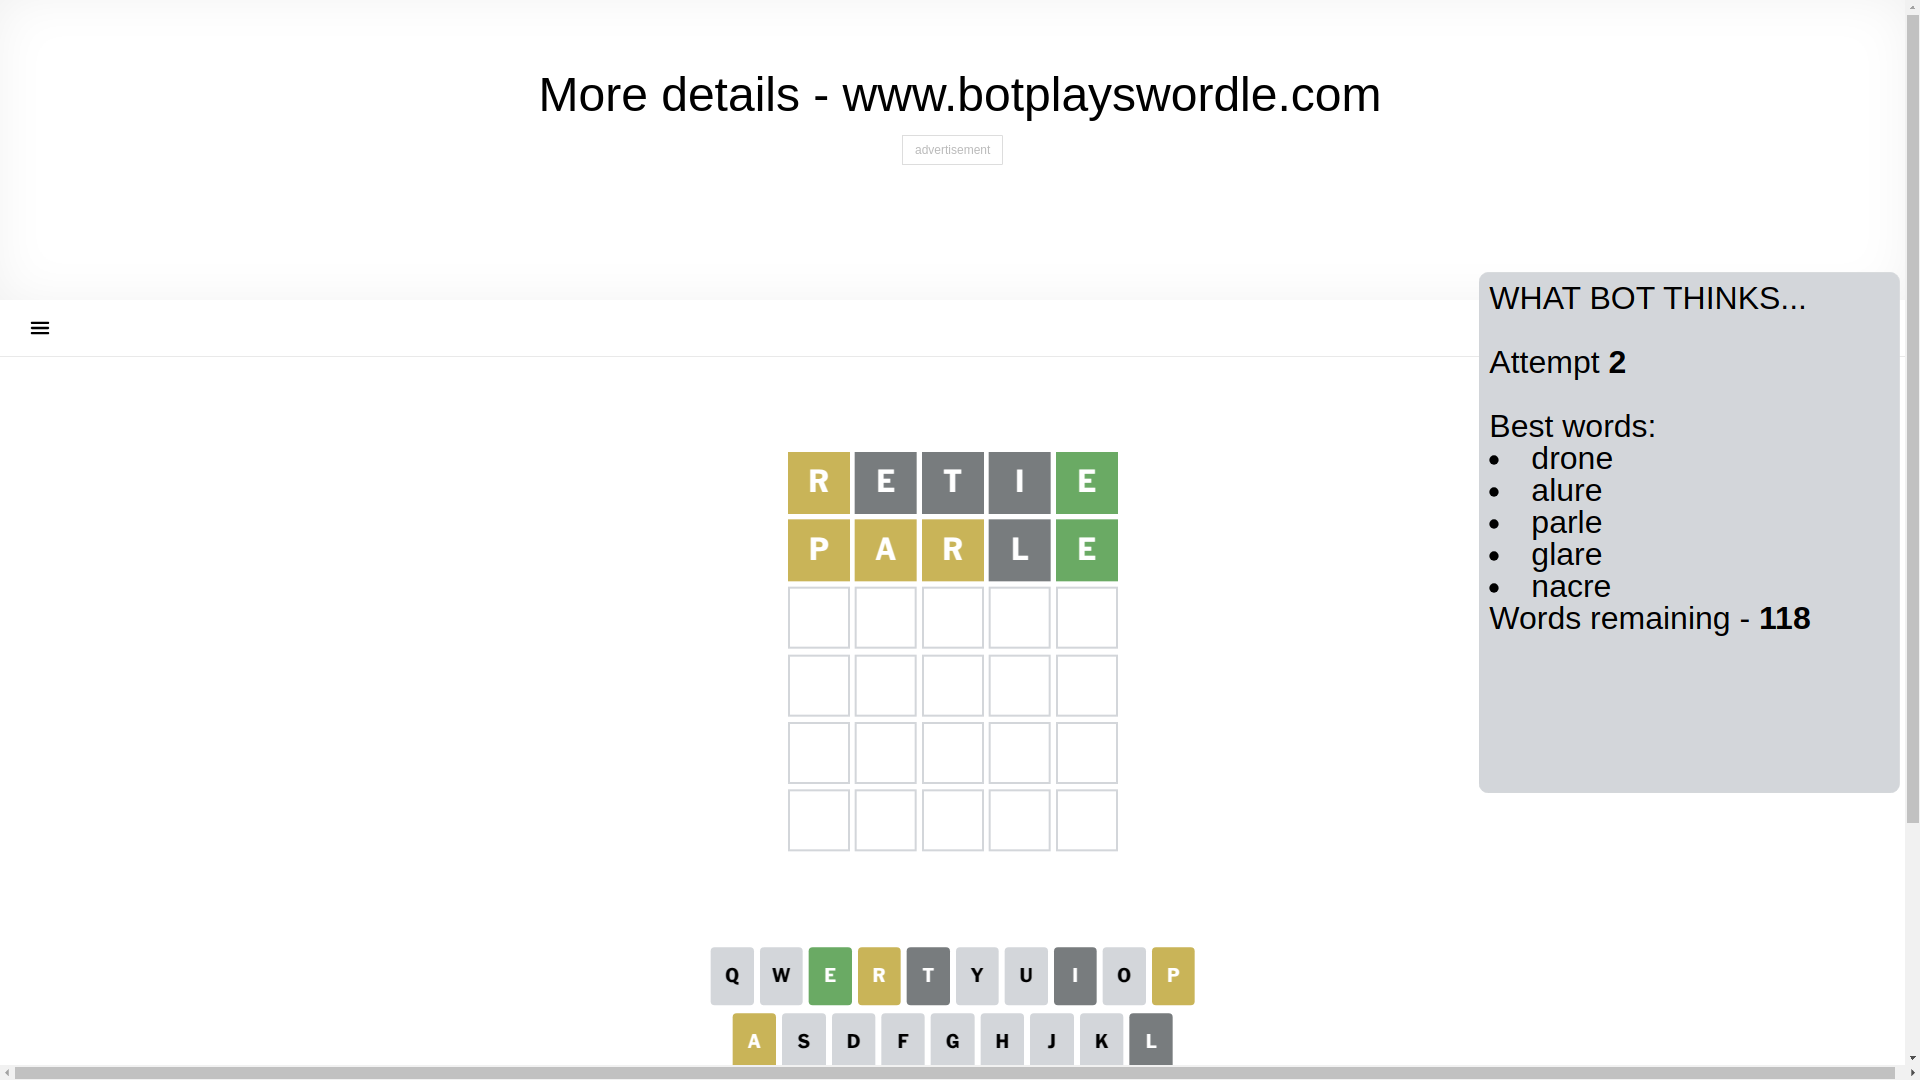 More details - www.botplayswordle.com
advertisement
WHAT BOT THINKS...
Attempt 2
Best words:
• drone
• alure
• parle
• glare
• nacre
Words remaining - 118
R E T I E
P A R L E
Q W E R T Y U I O P
A S D F G H J K L